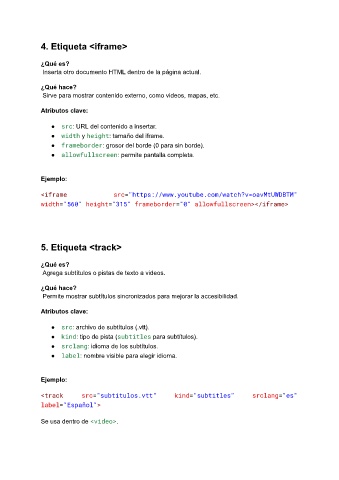 4. Etiqueta <iframe>
¿Qué es?
Inserta otro documento HTML dentro de la página actual.
¿Qué hace?
Sirve para mostrar contenido externo, como videos, mapas, etc.
Atributos clave:
● src: URL del contenido a insertar.
● width y height: tamaño del iframe.
● frameborder: grosor del borde (0 para sin borde).
● allowfullscreen: permite pantalla completa.
Ejemplo:
<iframe src="https://www.youtube.com/watch?v=oavMtUWDBTM"
width="560" height="315" frameborder="0" allowfullscreen></iframe>
5. Etiqueta <track>
¿Qué es?
Agrega subtítulos o pistas de texto a videos.
¿Qué hace?
Permite mostrar subtítulos sincronizados para mejorar la accesibilidad.
Atributos clave:
● src: archivo de subtítulos (.vtt).
● kind: tipo de pista (subtitles para subtítulos).
● srclang: idioma de los subtítulos.
● label: nombre visible para elegir idioma.
Ejemplo:
<track src="subtitulos.vtt" kind="subtitles" srclang="es"
label="Español">
Se usa dentro de <video>.